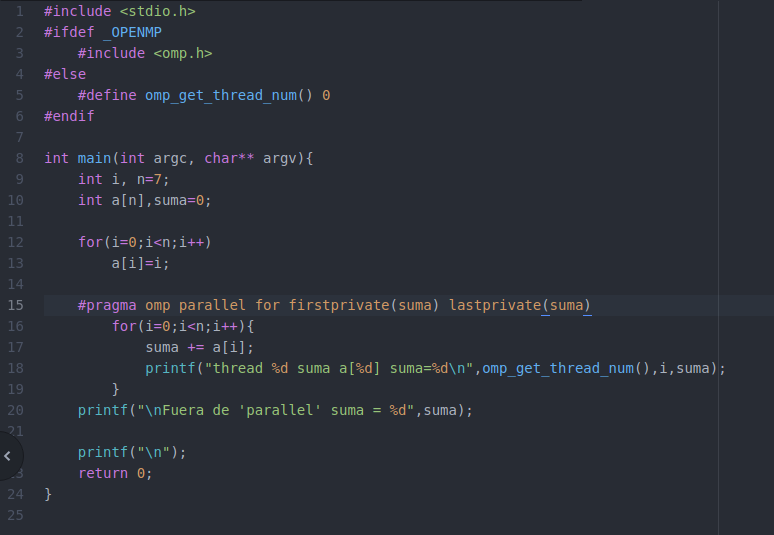 1 #include <stdio.h>
2 #ifdef _OPENMP
3     #include <omp.h>
4 #else
5     #define omp_get_thread_num() 0
6 #endif
7
8 int main(int argc, char** argv){
9     int i, n=7;
10     int a[n],suma=0;
11
12     for(i=0;i<n;i++)
13         a[i]=i;
14
15     #pragma omp parallel for firstprivate(suma) lastprivate(suma)
16         for(i=0;i<n;i++){
17             suma += a[i];
18             printf("thread %d suma a[%d] suma=%d\n",omp_get_thread_num(),i,suma);
19         }
20     printf("\nFuera de 'parallel' suma = %d",suma);
21
    printf("\n");
23     return 0;
24 }
25